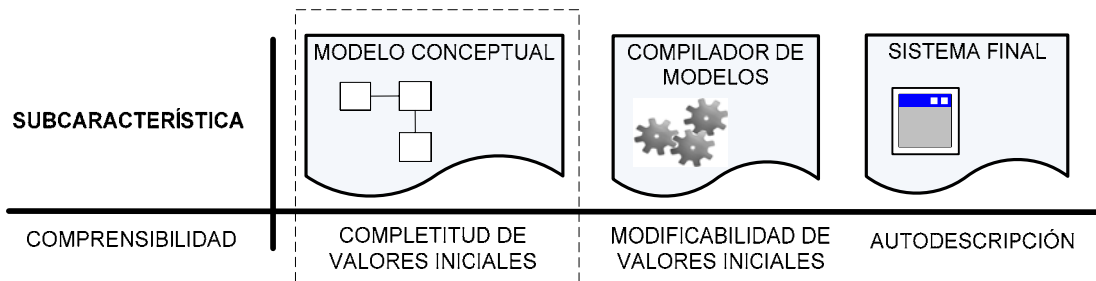 MODELO CONCEPTUAL
COMPILADOR DE
MODELOS
SISTEMA FINAL
SUBCARACTERÍSTICA
COMPRENSIBILIDAD
COMPLETITUD DE
VALORES INICIALES
MODIFICABILIDAD DE
VALORES INICIALES
AUTODESCRIPCIÓN